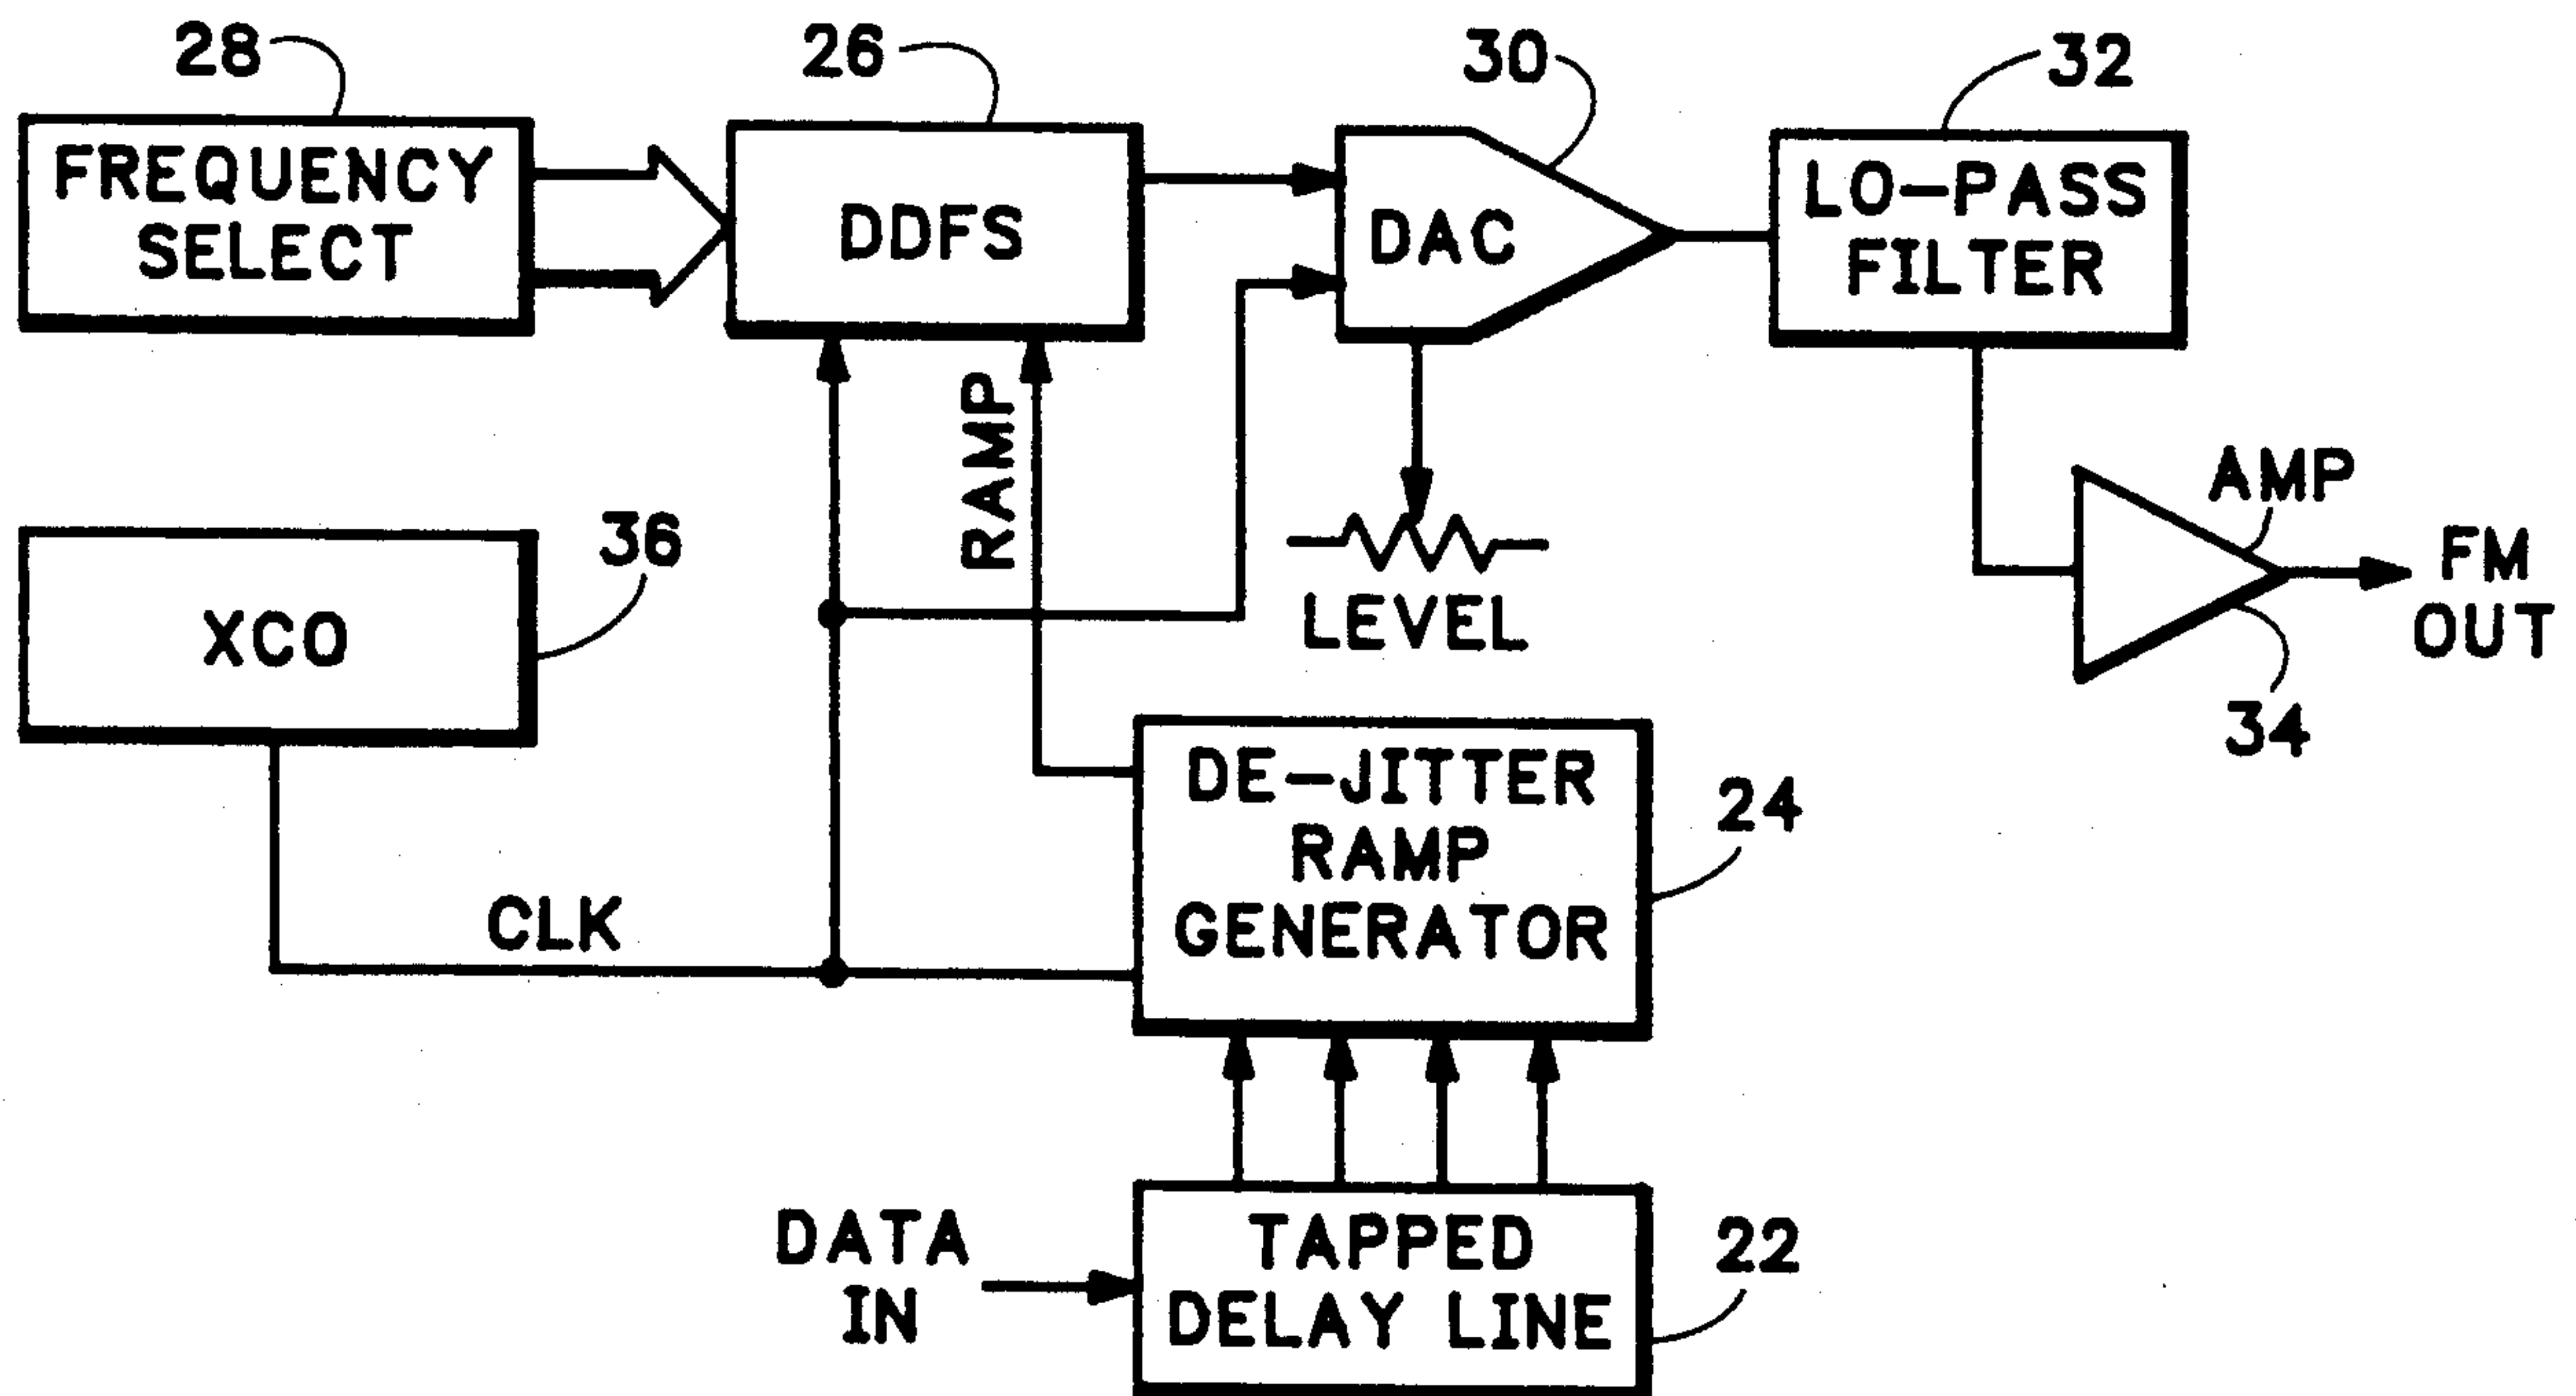 28
26
30
32
FREQUENCY
SELECT
DDFS
DAC
LO-PASS
FILTER
RAMP
AMP
36
XCO
LEVEL
FM
OUT
34
DE-JITTER
RAMP
GENERATOR
24
CLK
DATA
IN
TAPPED
DELAY LINE
22